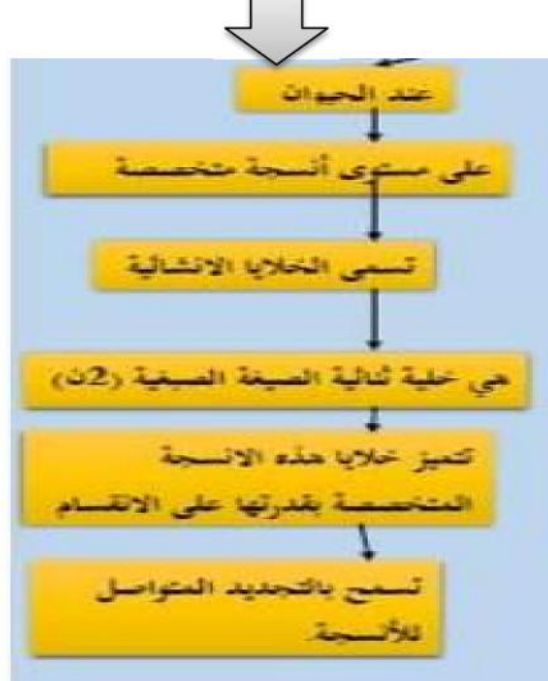 عند الحيوان
على مستوى أنسجة متخصصة
تسمى الخلايا الانشائية
هي خلية ثنائية الصيغة الصبغية (2ن)
تتميز خلايا هذه الانسجة
المتخصصة بقدرتها على الانقسام
تسمح بالتجديد المتواصل
للأنسجة.